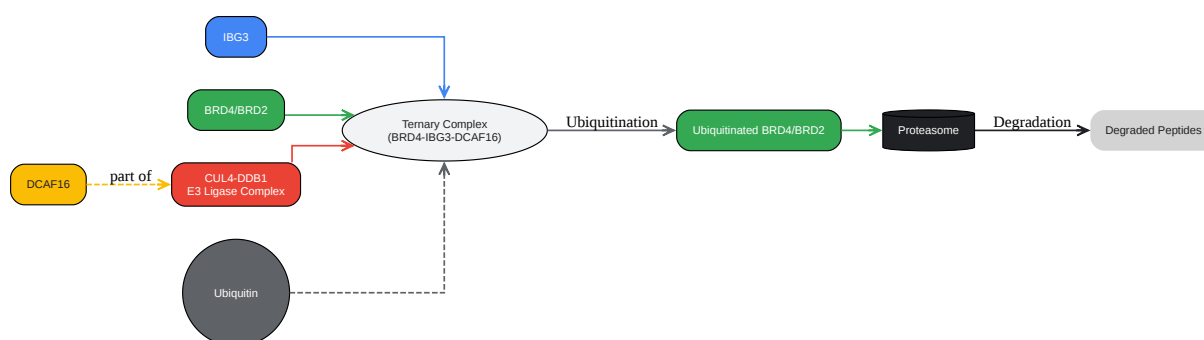 IBG3
BRD4/BRD2
Ternary Complex
(BRD4-IBG3-DCAF16)
Ubiquitination
Ubiquitinated BRD4/BRD2
Proteasome
Degradation
Degraded Peptides
DCAF16
part of
CUL4-DDB1
E3 Ligase Complex
Ubiquitin